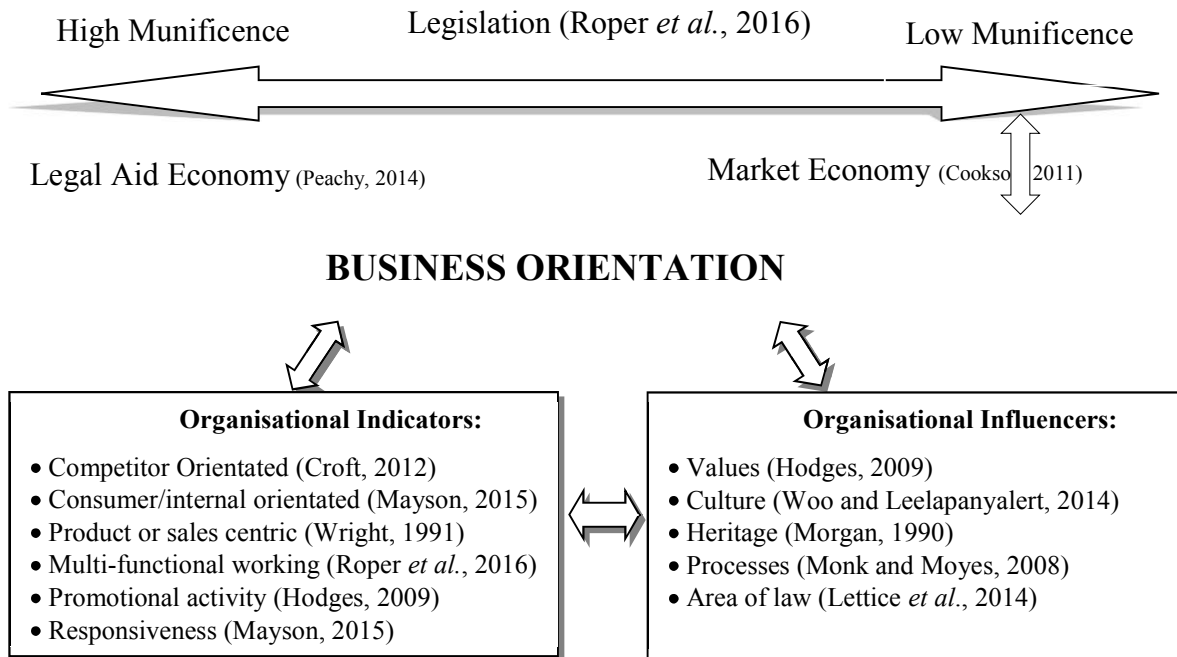 High Munificence
Legislation (Roper et al., 2016)
Low Munificence
Legal Aid Economy (Peachy, 2014)
Market Economy (Cookso 2011)
BUSINESS ORIENTATION
Organisational Indicators:
• Competitor Orientated (Croft, 2012)
• Consumer/internal orientated (Mayson, 2015)
• Product or sales centric (Wright, 1991)
• Multi-functional working (Roper et al., 2016)
• Promotional activity (Hodges, 2009)
• Responsiveness (Mayson, 2015)
Organisational Influencers:
• Values (Hodges, 2009)
• Culture (Woo and Leelapanyalert, 2014)
• Heritage (Morgan, 1990)
• Processes (Monk and Moyes, 2008)
• Area of law (Lettice et al., 2014)